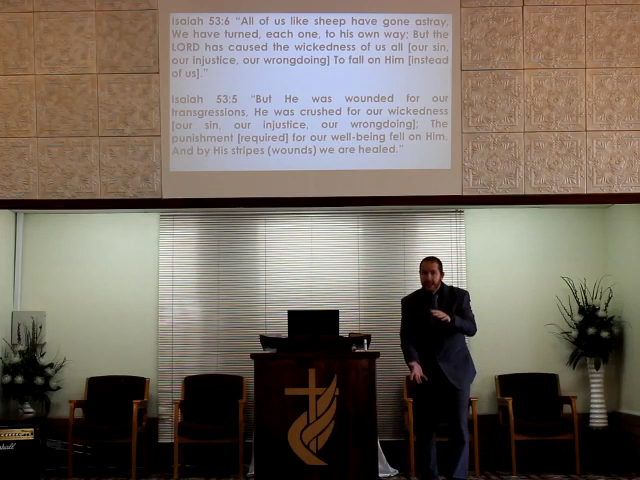 Isaiah 53:6 “All of us like sheep have gone astray,
We have turned, each one, to his own way; But the
LORD has caused the wickedness of us all [our sin,
our injustice, our wrongdoing] To fall on Him [instead
of us].”
Isaiah 53:5 “But He was wounded for our
transgressions, He was crushed for our wickedness
[our sin, our injustice, our wrongdoing]; The
punishment [required] for our well-being fell on Him,
And by His stripes (wounds) we are healed.”
Marshall